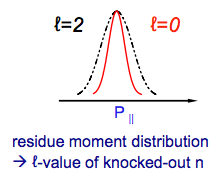 ℓ=2 ℓ=0
P||
residue moment distribution
→ ℓ-value of knocked-out n